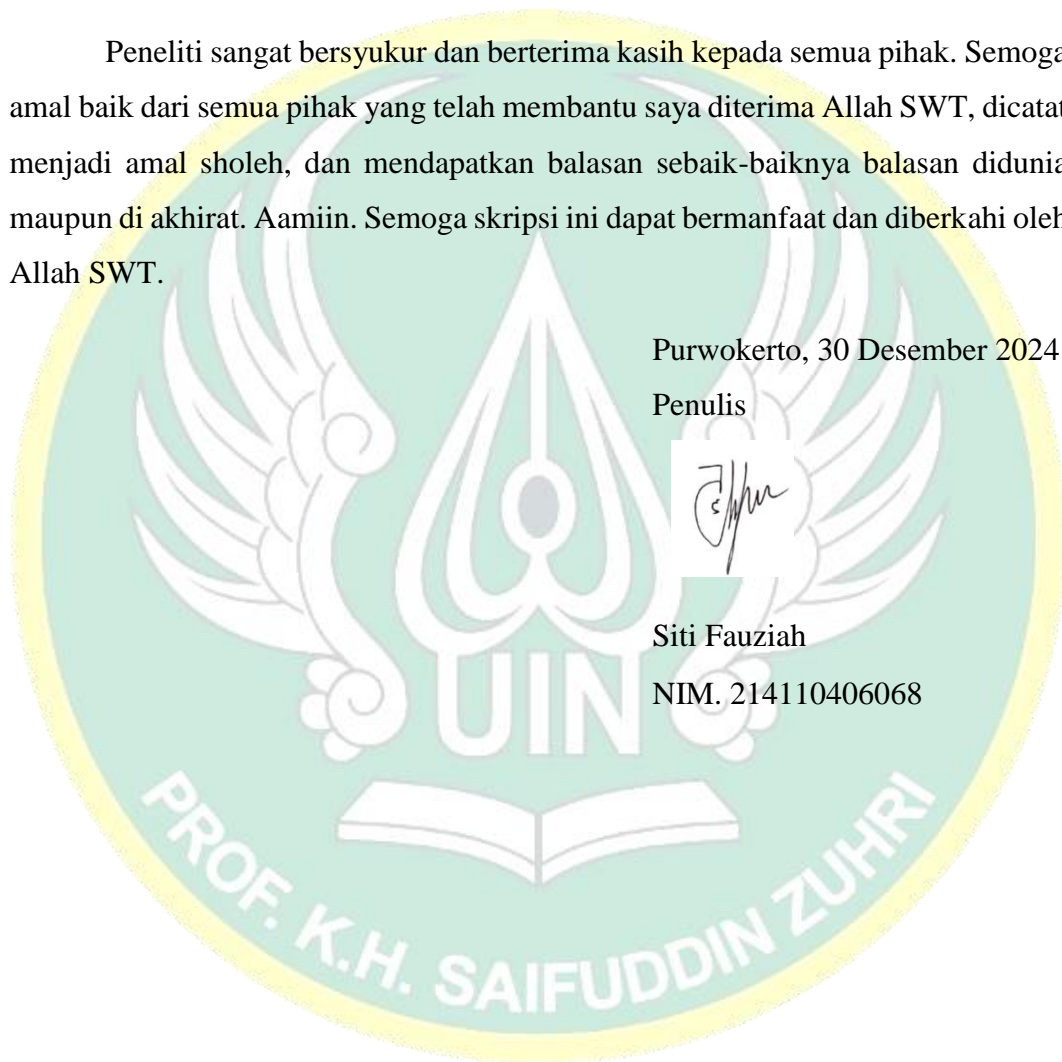 Peneliti sangat bersyukur dan berterima kasih kepada semua pihak. Semoga
amal baik dari semua pihak yang telah membantu saya diterima Allah SWT, dicatat
menjadi amal sholeh, dan mendapatkan balasan sebaik-baiknya balasan didunia
maupun di akhirat. Aamiin. Semoga skripsi ini dapat bermanfaat dan diberkahi oleh
Allah SWT.
Purwokerto, 30 Desember 2024
Penulis
Siti Fauziah
NIM. 214110406068
UIN
PROF. K.H. SAIFUDDIN ZUHRI